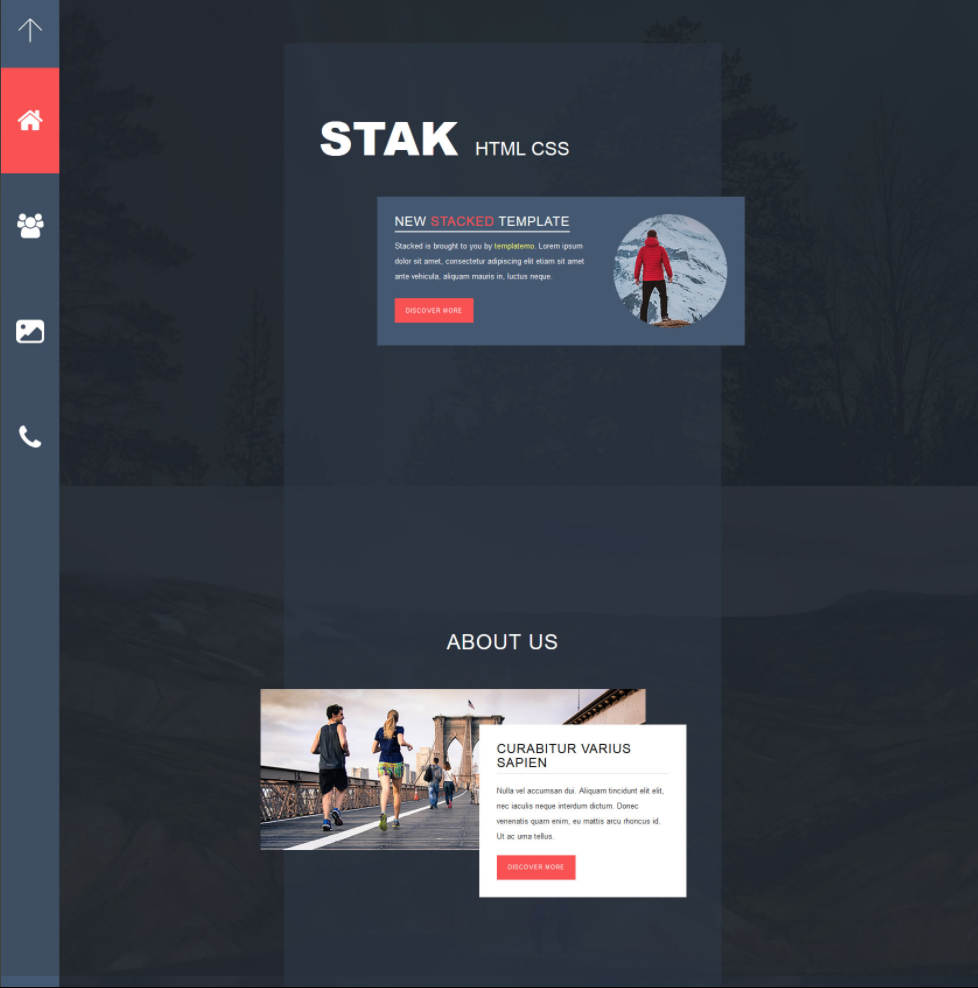 STAK HTML CSS
NEW STACKED TEMPLATE
Stacked is brought to you by templatemo. Lorem ipsum
dolor sit amet, consectetur adipiscing elit etiam sit amet
ante vehicula, aliquam mauris in, luctus neque.
DISCOVER MORE
ABOUT US
CURABITUR VARIUS
SAPIEN
Nulla vel accumsan dui. Aliquam tincidunt elit elit,
nec iaculis neque interdum dictum. Donec
venenatis quam enim, eu mattis arcu rhoncus id.
Ut ac urna tellus.
DISCOVER MORE